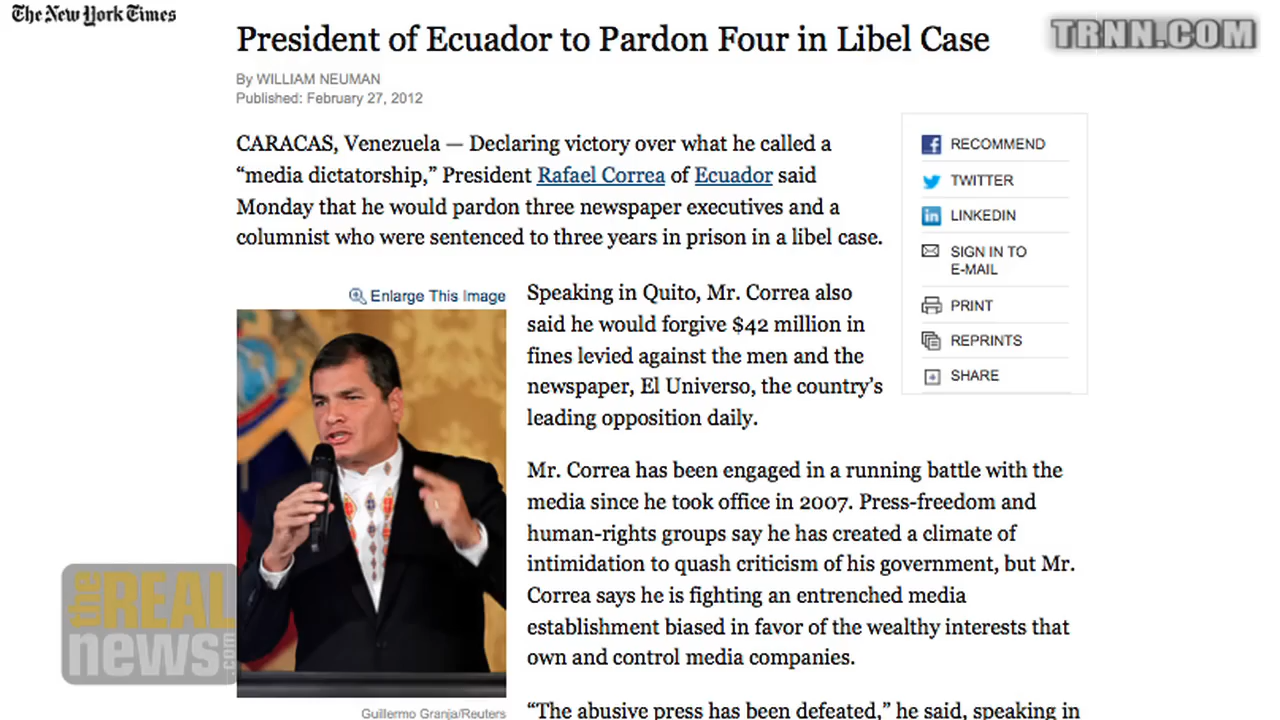 The New York Times
TRNN.COM
President of Ecuador to Pardon Four in Libel Case
By WILLIAM NEUMAN
Published: February 27, 2012
CARACAS, Venezuela — Declaring victory over what he called a
“media dictatorship,” President Rafael Correa of Ecuador said
Monday that he would pardon three newspaper executives and a
columnist who were sentenced to three years in prison in a libel case.
RECOMMEND
TWITTER
LINKEDIN
SIGN IN TO
E-MAIL
PRINT
REPRINTS
SHARE
Enlarge This Image
Guillermo Granja/Reuters
Speaking in Quito, Mr. Correa also
said he would forgive $42 million in
fines levied against the men and the
newspaper, El Universo, the country’s
leading opposition daily.
Mr. Correa has been engaged in a running battle with the
media since he took office in 2007. Press-freedom and
human-rights groups say he has created a climate of
intimidation to quash criticism of his government, but Mr.
Correa says he is fighting an entrenched media
establishment biased in favor of the wealthy interests that
own and control media companies.
“The abusive press has been defeated,” he said, speaking in
the REAL
news.com